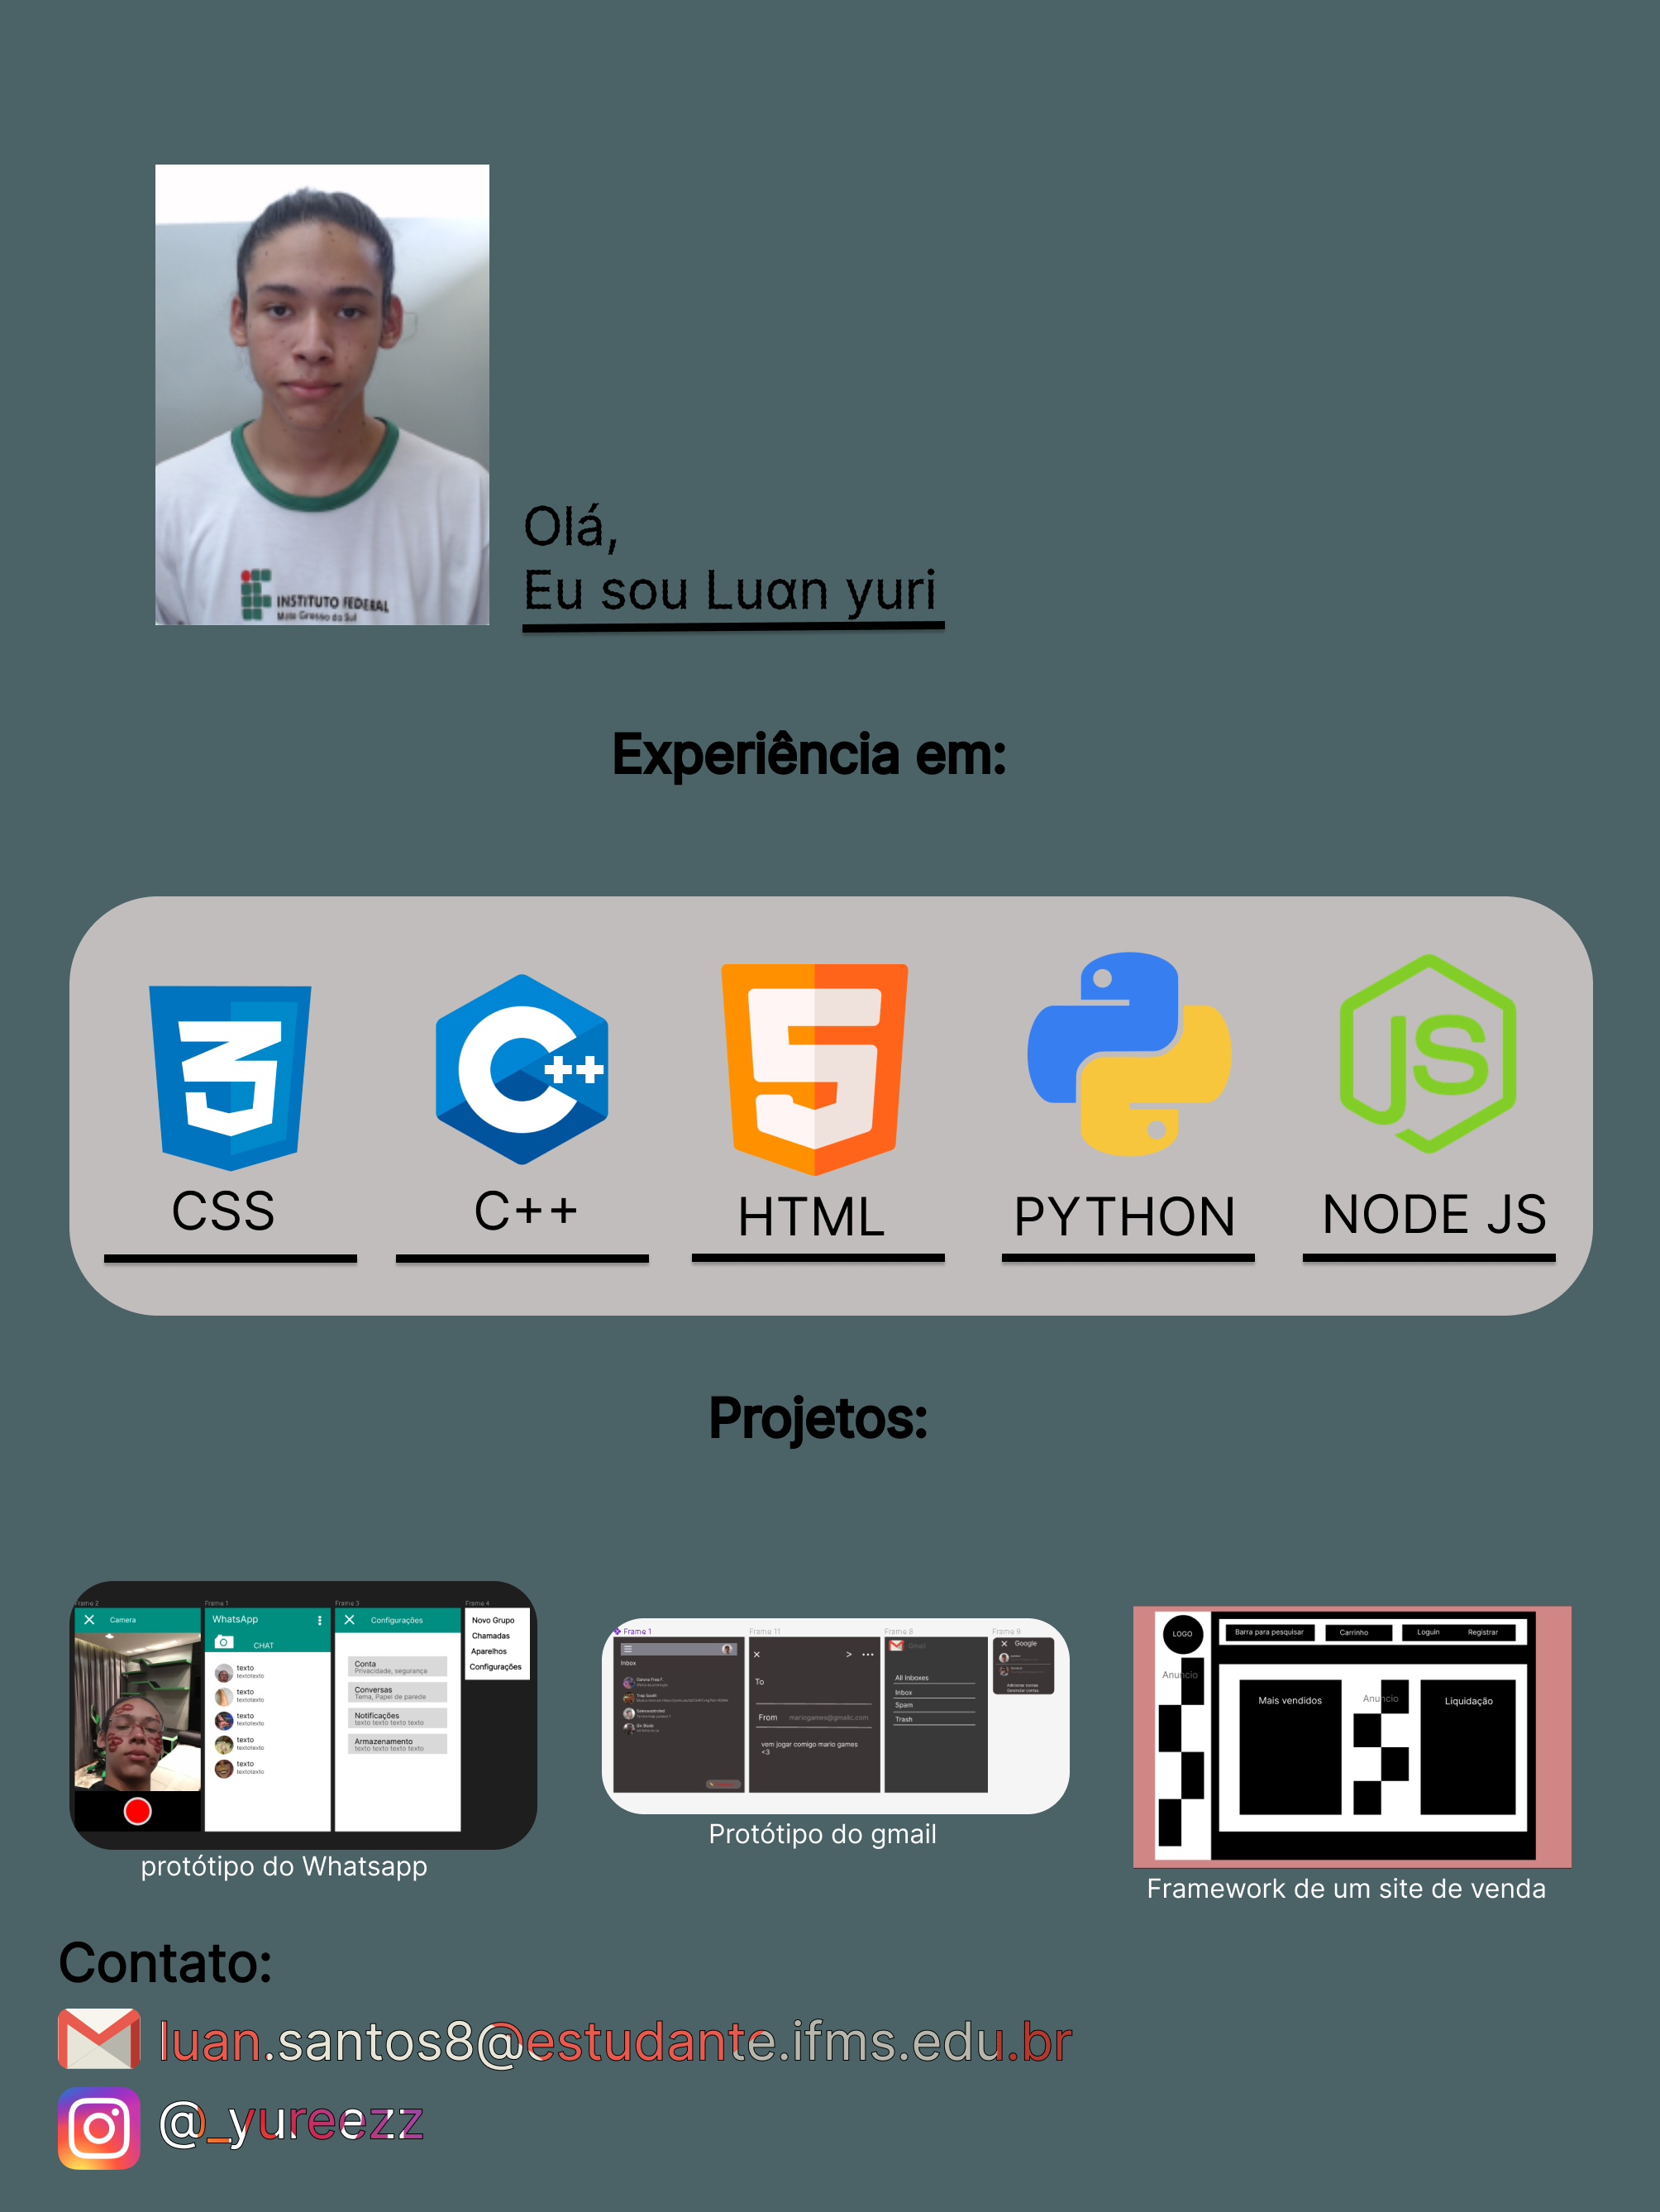 INSTITUTO FEDERAL
Mato Grosso do Sul
Olá,
Eu sou Luan yuri
Experiência em:
CSS
C++
HTML
PYTHON
NODE JS
Projetos:
Frame 2
Camera
Frame 1
WhatsApp
CHAT
texto
textotexto
texto
textotexto
texto
textotexto
texto
textotexto
texto
textotexto
Frame 3
Configurações
Conta
Privacidade, segurança
Conversas
Tema, Papel de parede
Notificações
texto texto texto texto
Armazenamento
texto texto texto texto
Frame 4
Novo Grupo
Chamadas
Aparelhos
Configurações
protótipo do Whatsapp
Frame 1
Inbox
Frame 11
To
From
vem jogar comigo mario games
<3
Frame 8
Gmail
All Inboxes
Inbox
Spam
Trash
Frame 9
Google
Protótipo do gmail
LOGO
Anuncio
Barra para pesquisar
Carrinho
Loguin
Registrar
Mais vendidos
Anuncio
Liquidação
Framework de um site de venda
Contato:
luan.santos8@estudante.ifms.edu.br
@_yureezz